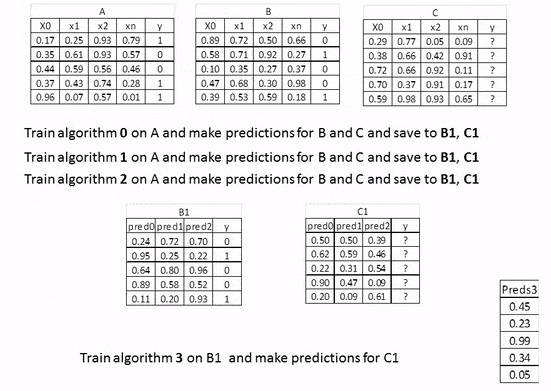 A B C
X0 x1 x2 xn y X0 x1 x2 xn y X0 x1 x2 xn y
0.17 0.25 0.93 0.79 1 0.89 0.72 0.50 0.66 0 0.29 0.77 0.05 0.09 ?
0.35 0.61 0.93 0.57 0 0.58 0.71 0.92 0.27 1 0.38 0.66 0.42 0.91 ?
0.44 0.59 0.56 0.46 0 0.10 0.35 0.27 0.37 0 0.72 0.66 0.92 0.11 ?
0.37 0.43 0.74 0.28 1 0.47 0.68 0.30 0.98 0 0.70 0.37 0.91 0.17 ?
0.96 0.07 0.57 0.01 1 0.39 0.53 0.59 0.18 1 0.59 0.98 0.93 0.65 ?
Train algorithm 0 on A and make predictions for B and C and save to B1, C1
Train algorithm 1 on A and make predictions for B and C and save to B1, C1
Train algorithm 2 on A and make predictions for B and C and save to B1, C1
B1 C1
pred0 pred1 pred2 y pred0 pred1 pred2 y
0.24 0.72 0.70 0 0.50 0.50 0.39 ?
0.95 0.25 0.22 1 0.62 0.59 0.46 ?
0.64 0.80 0.96 0 0.22 0.31 0.54 ?
0.89 0.58 0.52 0 0.90 0.47 0.09 ?
0.11 0.20 0.93 1 0.20 0.09 0.61 ?
Preds3
0.45
0.23
0.99
0.34
0.05
Train algorithm 3 on B1 and make predictions for C1